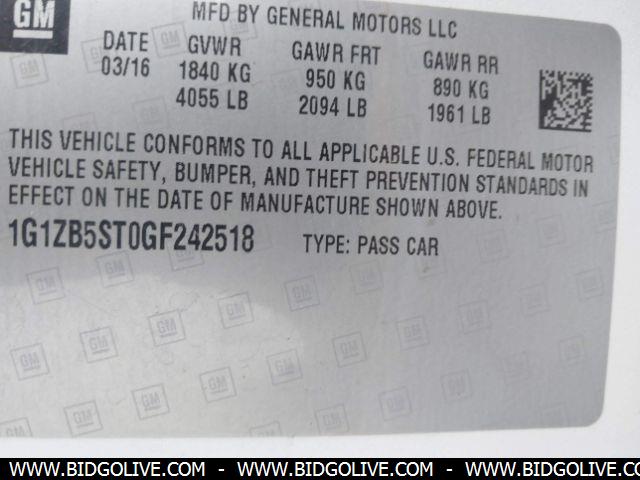 GM
MFD BY GENERAL MOTORS LLC
DATE GVWR GAWR FRT GAWR RR
03/16 1840 KG 950 KG 890 KG
4055 LB 2094 LB 1961 LB
THIS VEHICLE CONFORMS TO ALL APPLICABLE U.S. FEDERAL MOTOR
VEHICLE SAFETY, BUMPER, AND THEFT PREVENTION STANDARDS IN
EFFECT ON THE DATE OF MANUFACTURE SHOWN ABOVE.
1G1ZB5ST0GF242518 TYPE: PASS CAR
WWW.BIDGOLIVE.COM - WWW.BIDGOLIVE.COM - WWW.BIDGOLIVE.COM